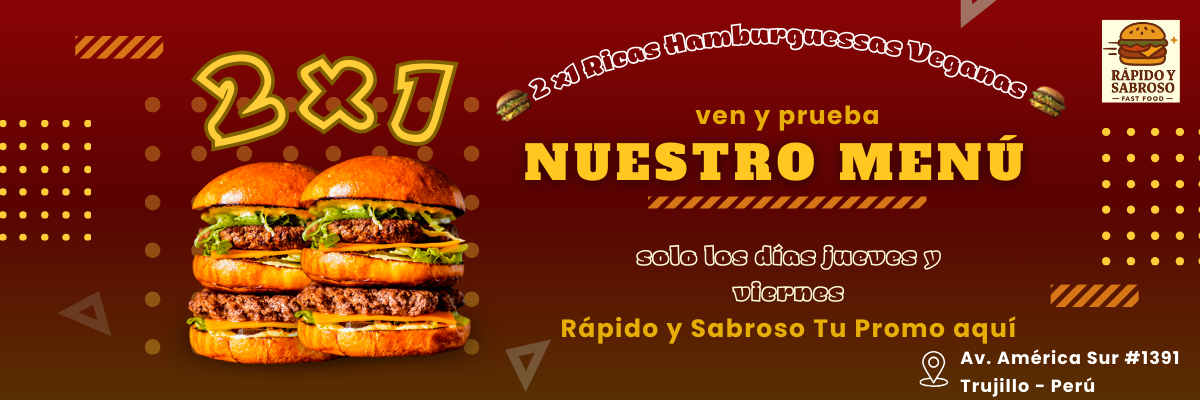 2x1
2 x1 Ricas Hamburguessas Veganas
ven y prueba
NUESTRO MENÚ
solo los días jueves y
viernes
Rápido y Sabroso Tu Promo aquí
Av. América Sur #1391
Trujillo - Perú
RÁPIDO Y
SABROSO
FAST FOOD